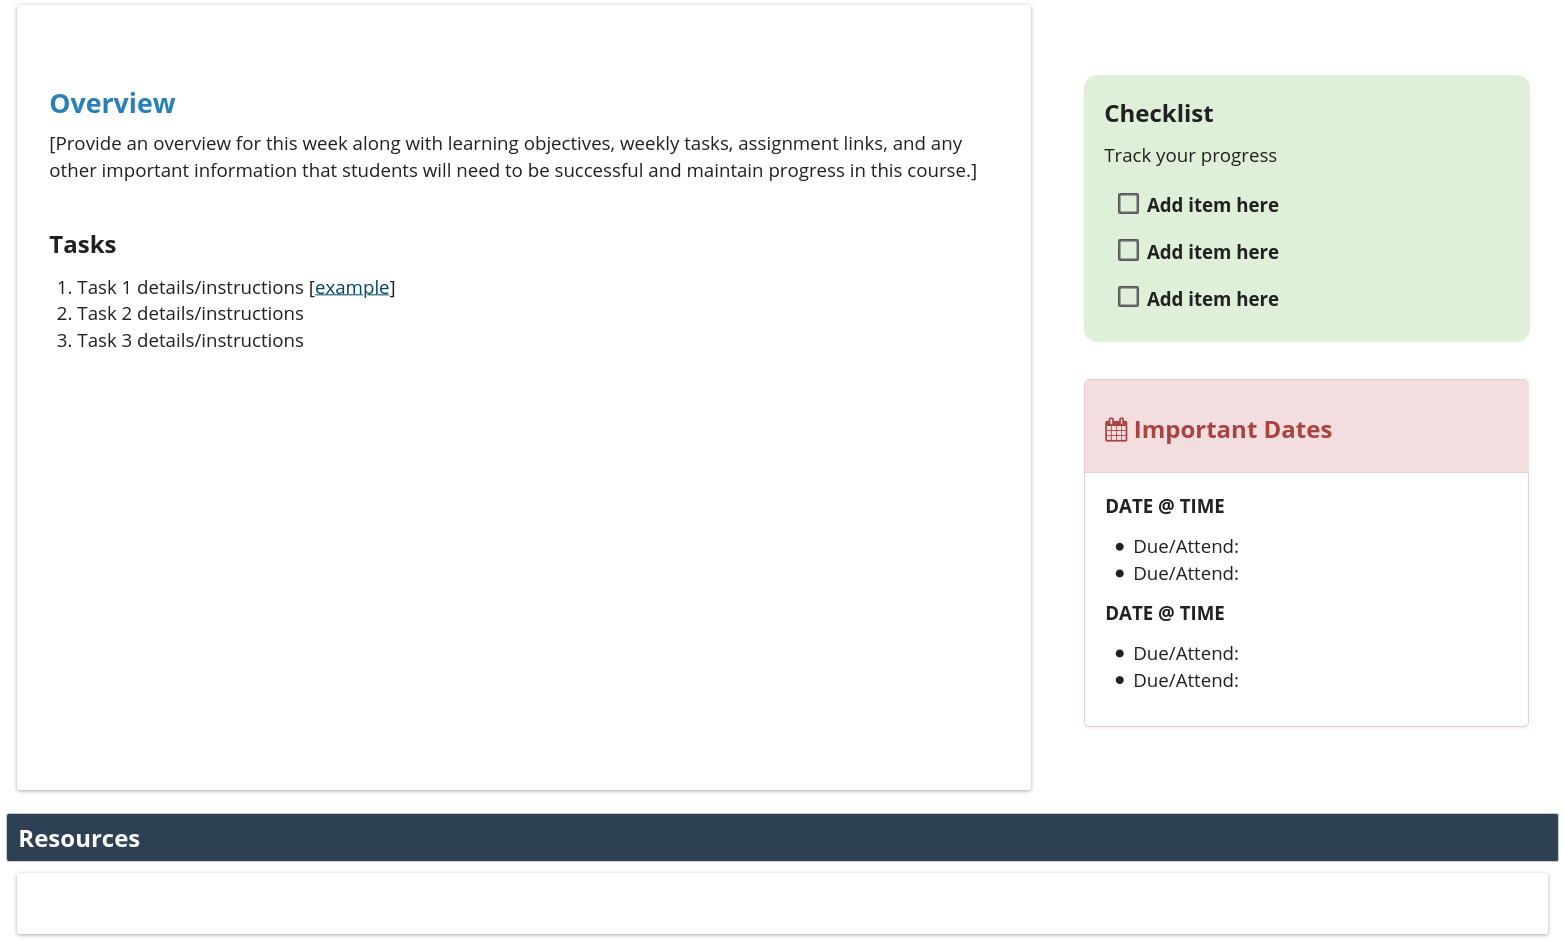 Overview
[Provide an overview for this week along with learning objectives, weekly tasks, assignment links, and any
other important information that students will need to be successful and maintain progress in this course.]
Tasks
1. Task 1 details/instructions [example]
2. Task 2 details/instructions
3. Task 3 details/instructions
Checklist
Track your progress
Add item here
Add item here
Add item here
Important Dates
DATE @ TIME
• Due/Attend:
• Due/Attend:
DATE @ TIME
• Due/Attend:
• Due/Attend:
Resources